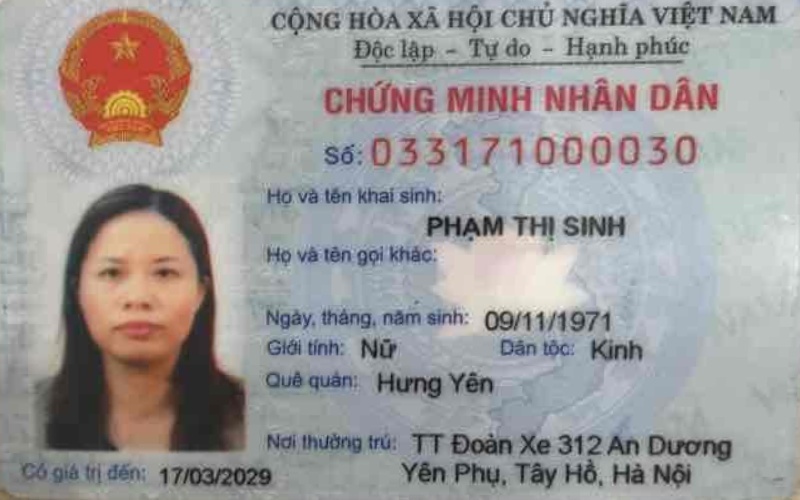 CỘNG HÒA XÃ HỘI CHỦ NGHĨA VIỆT NAM
Độc lập - Tự do - Hạnh phúc
CHỨNG MINH NHÂN DÂN
Số: 033171000030
Họ và tên khai sinh:
PHẠM THỊ SINH
Họ và tên gọi khác:
Ngày, tháng, năm sinh: 09/11/1971
Giới tính: Nữ Dân tộc: Kinh
Quê quán: Hưng Yên
Nơi thường trú: TT Đoàn Xe 312 An Dương
Yên Phụ, Tây Hồ, Hà Nội
Có giá trị đến: 17/03/2029